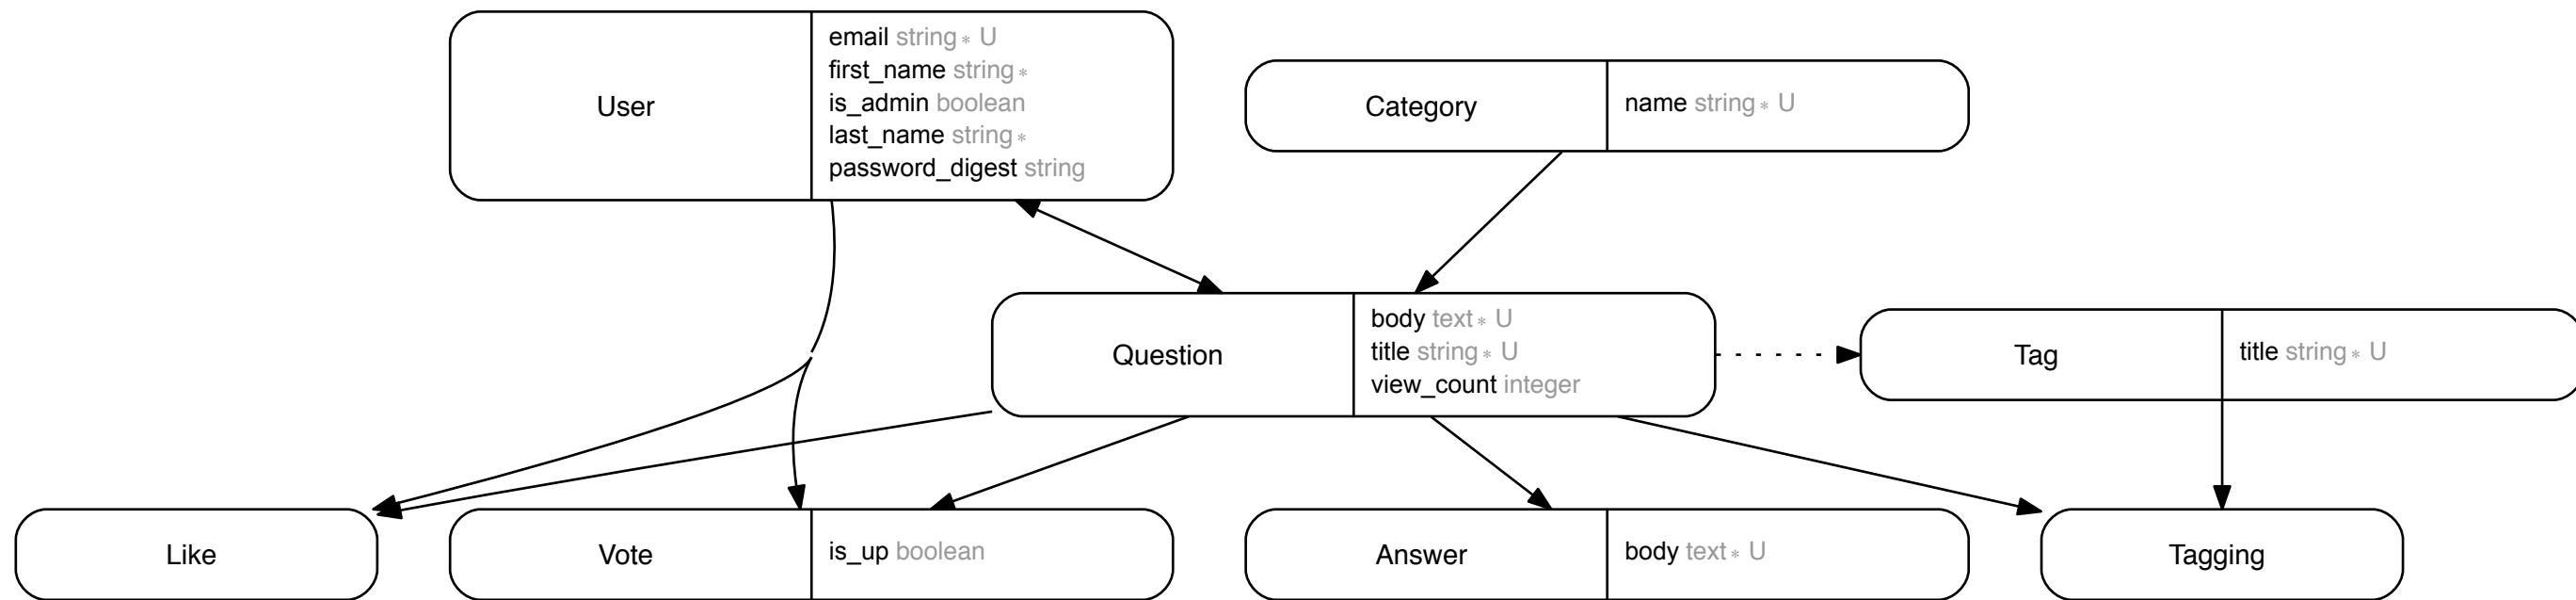 User
email string* U
first_name string*
is_admin boolean
last_name string*
password_digest string
Category
name string* U
Question
body text* U
title string* U
view_count integer
Tag
title string* U
Like
Vote
is_up boolean
Answer
body text* U
Tagging